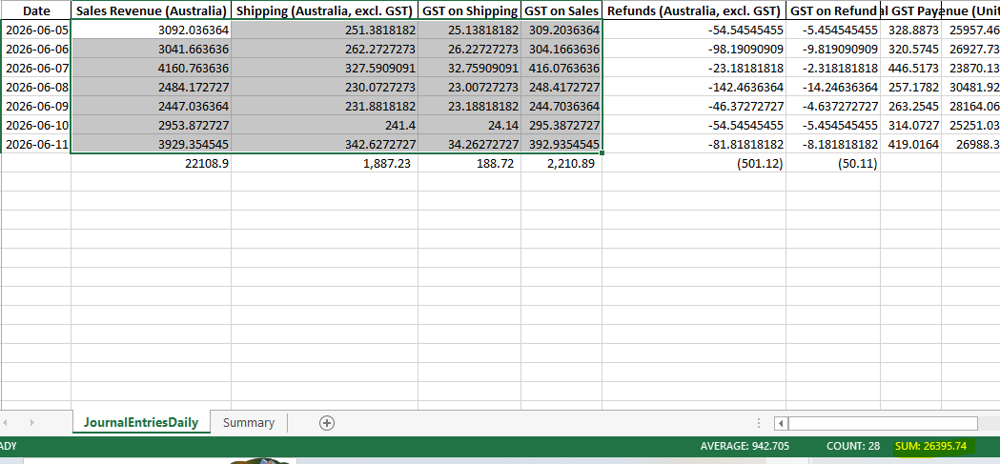 Date Sales Revenue (Australia) Shipping (Australia, excl. GST) GST on Shipping GST on Sales Refunds (Australia, excl. GST) GST on Refund al GST Paye enue (Unit
2026-06-05 3092.036364 251.3818182 25.13818182 309.2036364 -54.54545455 -5.454545455 328.8873 25957.46
2026-06-06 3041.663636 262.2727273 26.22727273 304.1663636 -98.19090909 -9.819090909 320.5745 26927.73
2026-06-07 4160.763636 327.5909091 32.75909091 416.0763636 -23.18181818 -2.318181818 446.5173 23870.13
2026-06-08 2484.172727 230.0727273 23.00727273 248.4172727 -142.4636364 -14.24636364 257.1782 30481.92
2026-06-09 2447.036364 231.8818182 23.18818182 244.7036364 -46.37272727 -4.637272727 263.2545 28164.06
2026-06-10 2953.872727 241.4 24.14 295.3872727 -54.54545455 -5.454545455 314.0727 25251.03
2026-06-11 3929.354545 342.6272727 34.26272727 392.9354545 -81.81818182 -8.181818182 419.0164 26988.3
22108.9 1,887.23 188.72 2,210.89 (501.12) (50.11)
JournalEntriesDaily Summary
ADY AVERAGE: 942.705 COUNT: 28 SUM: 26395.74